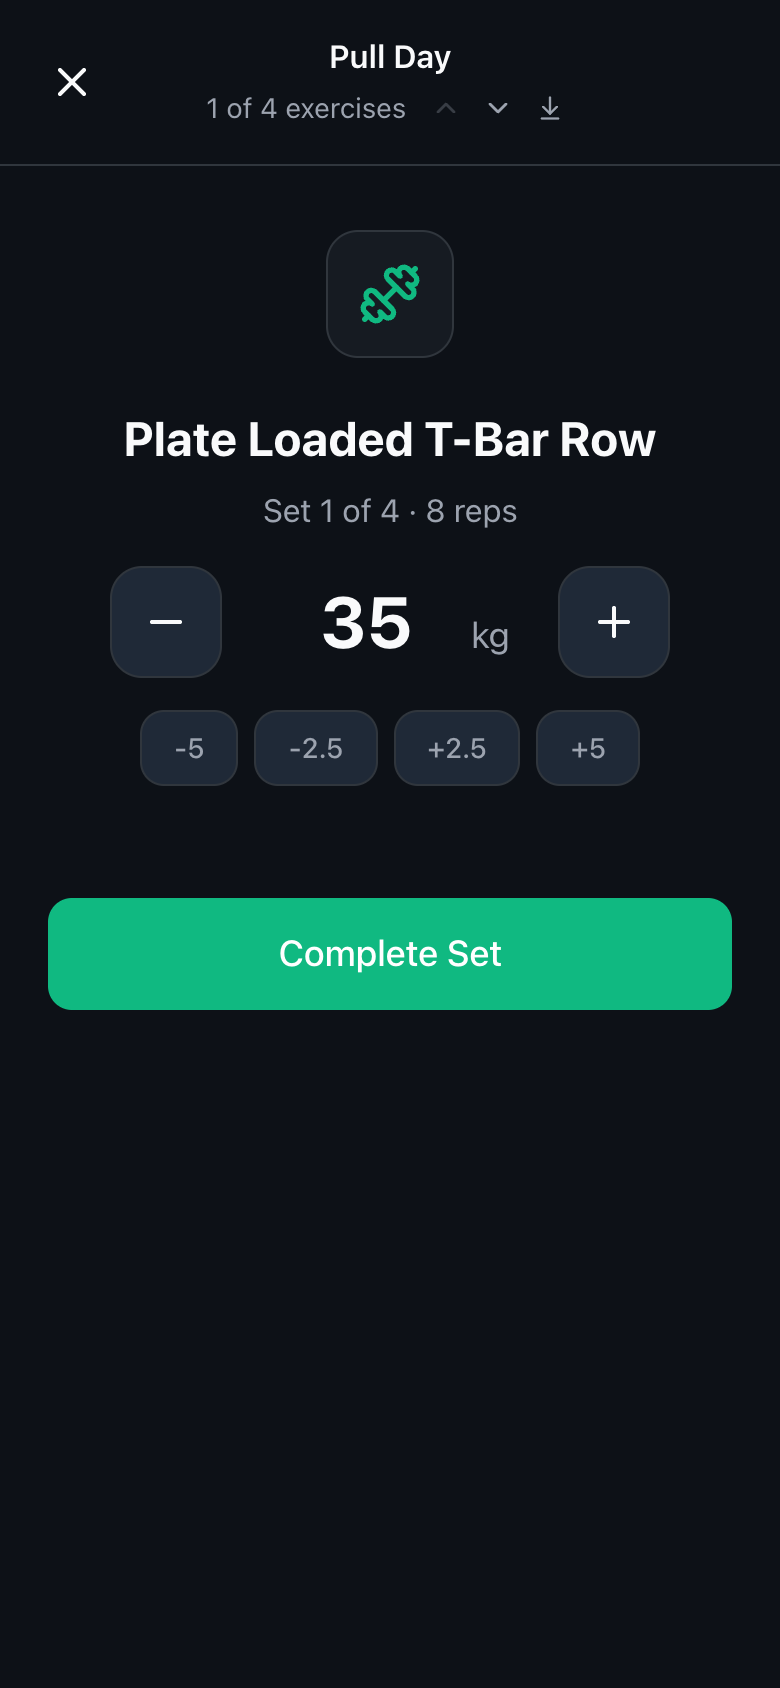 Pull Day
1 of 4 exercises
Plate Loaded T-Bar Row
Set 1 of 4 · 8 reps
35 kg
-5 -2.5 +2.5 +5
Complete Set